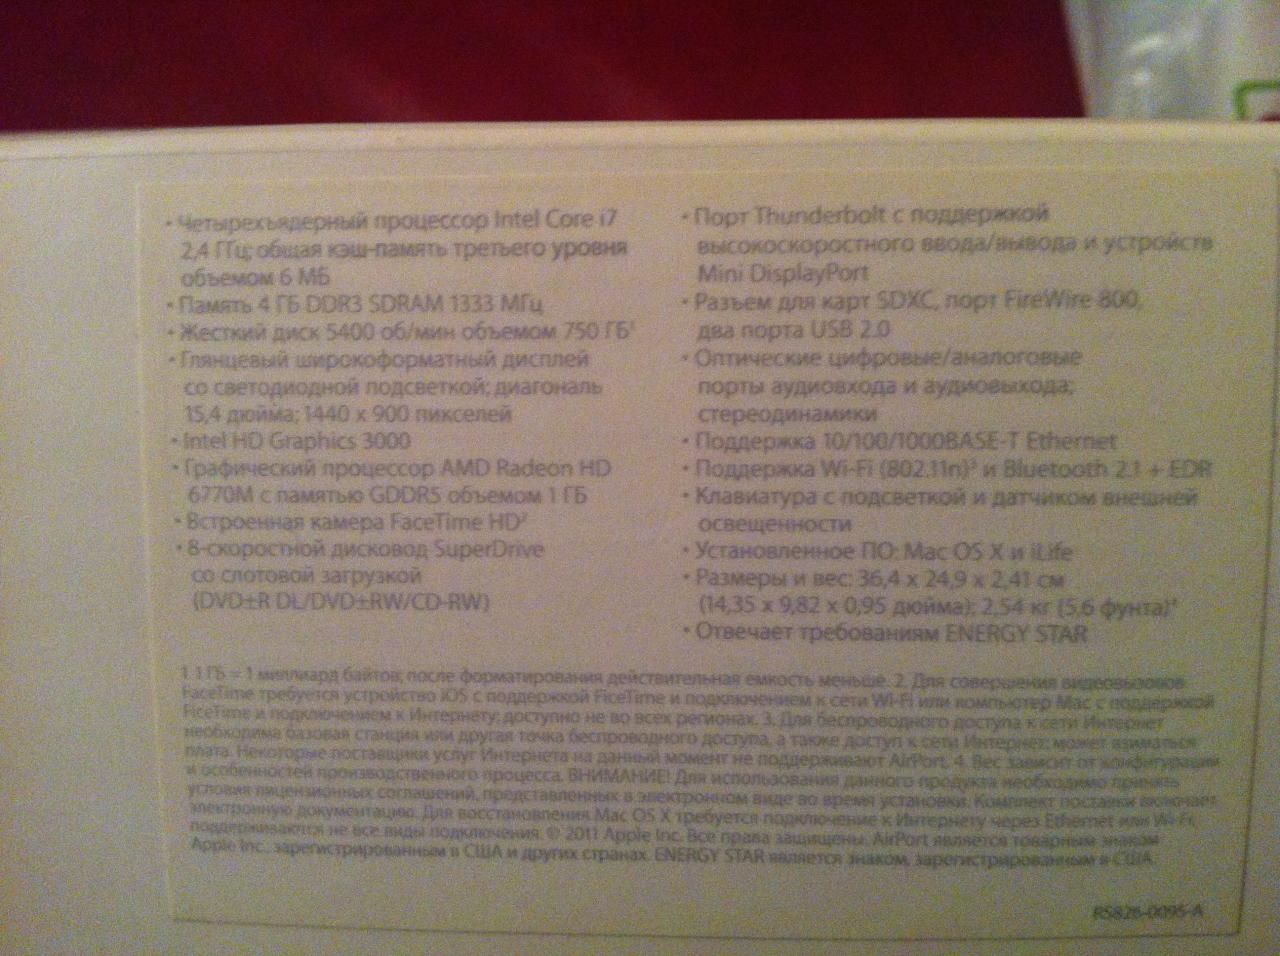 • Четырехъядерный процессор Intel Core i7
2,4 ГГц; общая кэш-память третьего уровня
объемом 6 МБ
• Память 4 ГБ DDR3 SDRAM 1333 МГц
• Жесткий диск 5400 об/мин объемом 750 ГБ¹
• Глянцевый широкоформатный дисплей
со светодиодной подсветкой; диагональ
15,4 дюйма; 1440 x 900 пикселей
• Intel HD Graphics 3000
• Графический процессор AMD Radeon HD
6770M с памятью GDDR5 объемом 1 ГБ
• Встроенная камера FaceTime HD²
• 8-скоростной дисковод SuperDrive
со слотовой загрузкой
(DVD±R DL/DVD±RW/CD-RW)
• Порт Thunderbolt с поддержкой
высокоскоростного ввода/вывода и устройств
Mini DisplayPort
• Разъем для карт SDXC, порт FireWire 800,
два порта USB 2.0
• Оптические цифровые/аналоговые
порты аудиовхода и аудиовыхода;
стереодинамики
• Поддержка 10/100/1000BASE-T Ethernet
• Поддержка Wi-Fi (802.11n)³ и Bluetooth 2.1 + EDR
• Клавиатура с подсветкой и датчиком внешней
освещенности
• Установленное ПО: Mac OS X и iLife
• Размеры и вес: 36,4 x 24,9 x 2,41 см
(14,35 x 9,82 x 0,95 дюйма); 2,54 кг (5,6 фунта)⁴
• Отвечает требованиям ENERGY STAR
1. 1 ГБ = 1 миллиард байтов; после форматирования действительная емкость меньше. 2. Для совершения видеовызовов
FaceTime требуется устройство iOS с поддержкой FiceTime и подключением к сети Wi-Fi или компьютер Mac с поддержкой
FiceTime и подключением к Интернету; доступно не во всех регионах. 3. Для беспроводного доступа к сети Интернет
необходима базовая станция или другая точка беспроводного доступа, а также доступ к сети Интернет; может взиматься
плата. Некоторые поставщики услуг Интернета на данный момент не поддерживают AirPort. 4. Вес зависит от конфигурации
и особенностей производственного процесса. ВНИМАНИЕ! Для использования данного продукта необходимо принять
условия лицензионных соглашений, представленных в электронном виде во время установки. Комплект поставки включает
электронную документацию. Для восстановления Mac OS X требуется подключение к Интернету через Ethernet или Wi-Fi;
поддерживаются не все виды подключения. © 2011 Apple Inc. Все права защищены. AirPort является товарным знаком
Apple Inc., зарегистрированным в США и других странах. ENERGY STAR является знаком, зарегистрированным в США.
RS826-0095-A